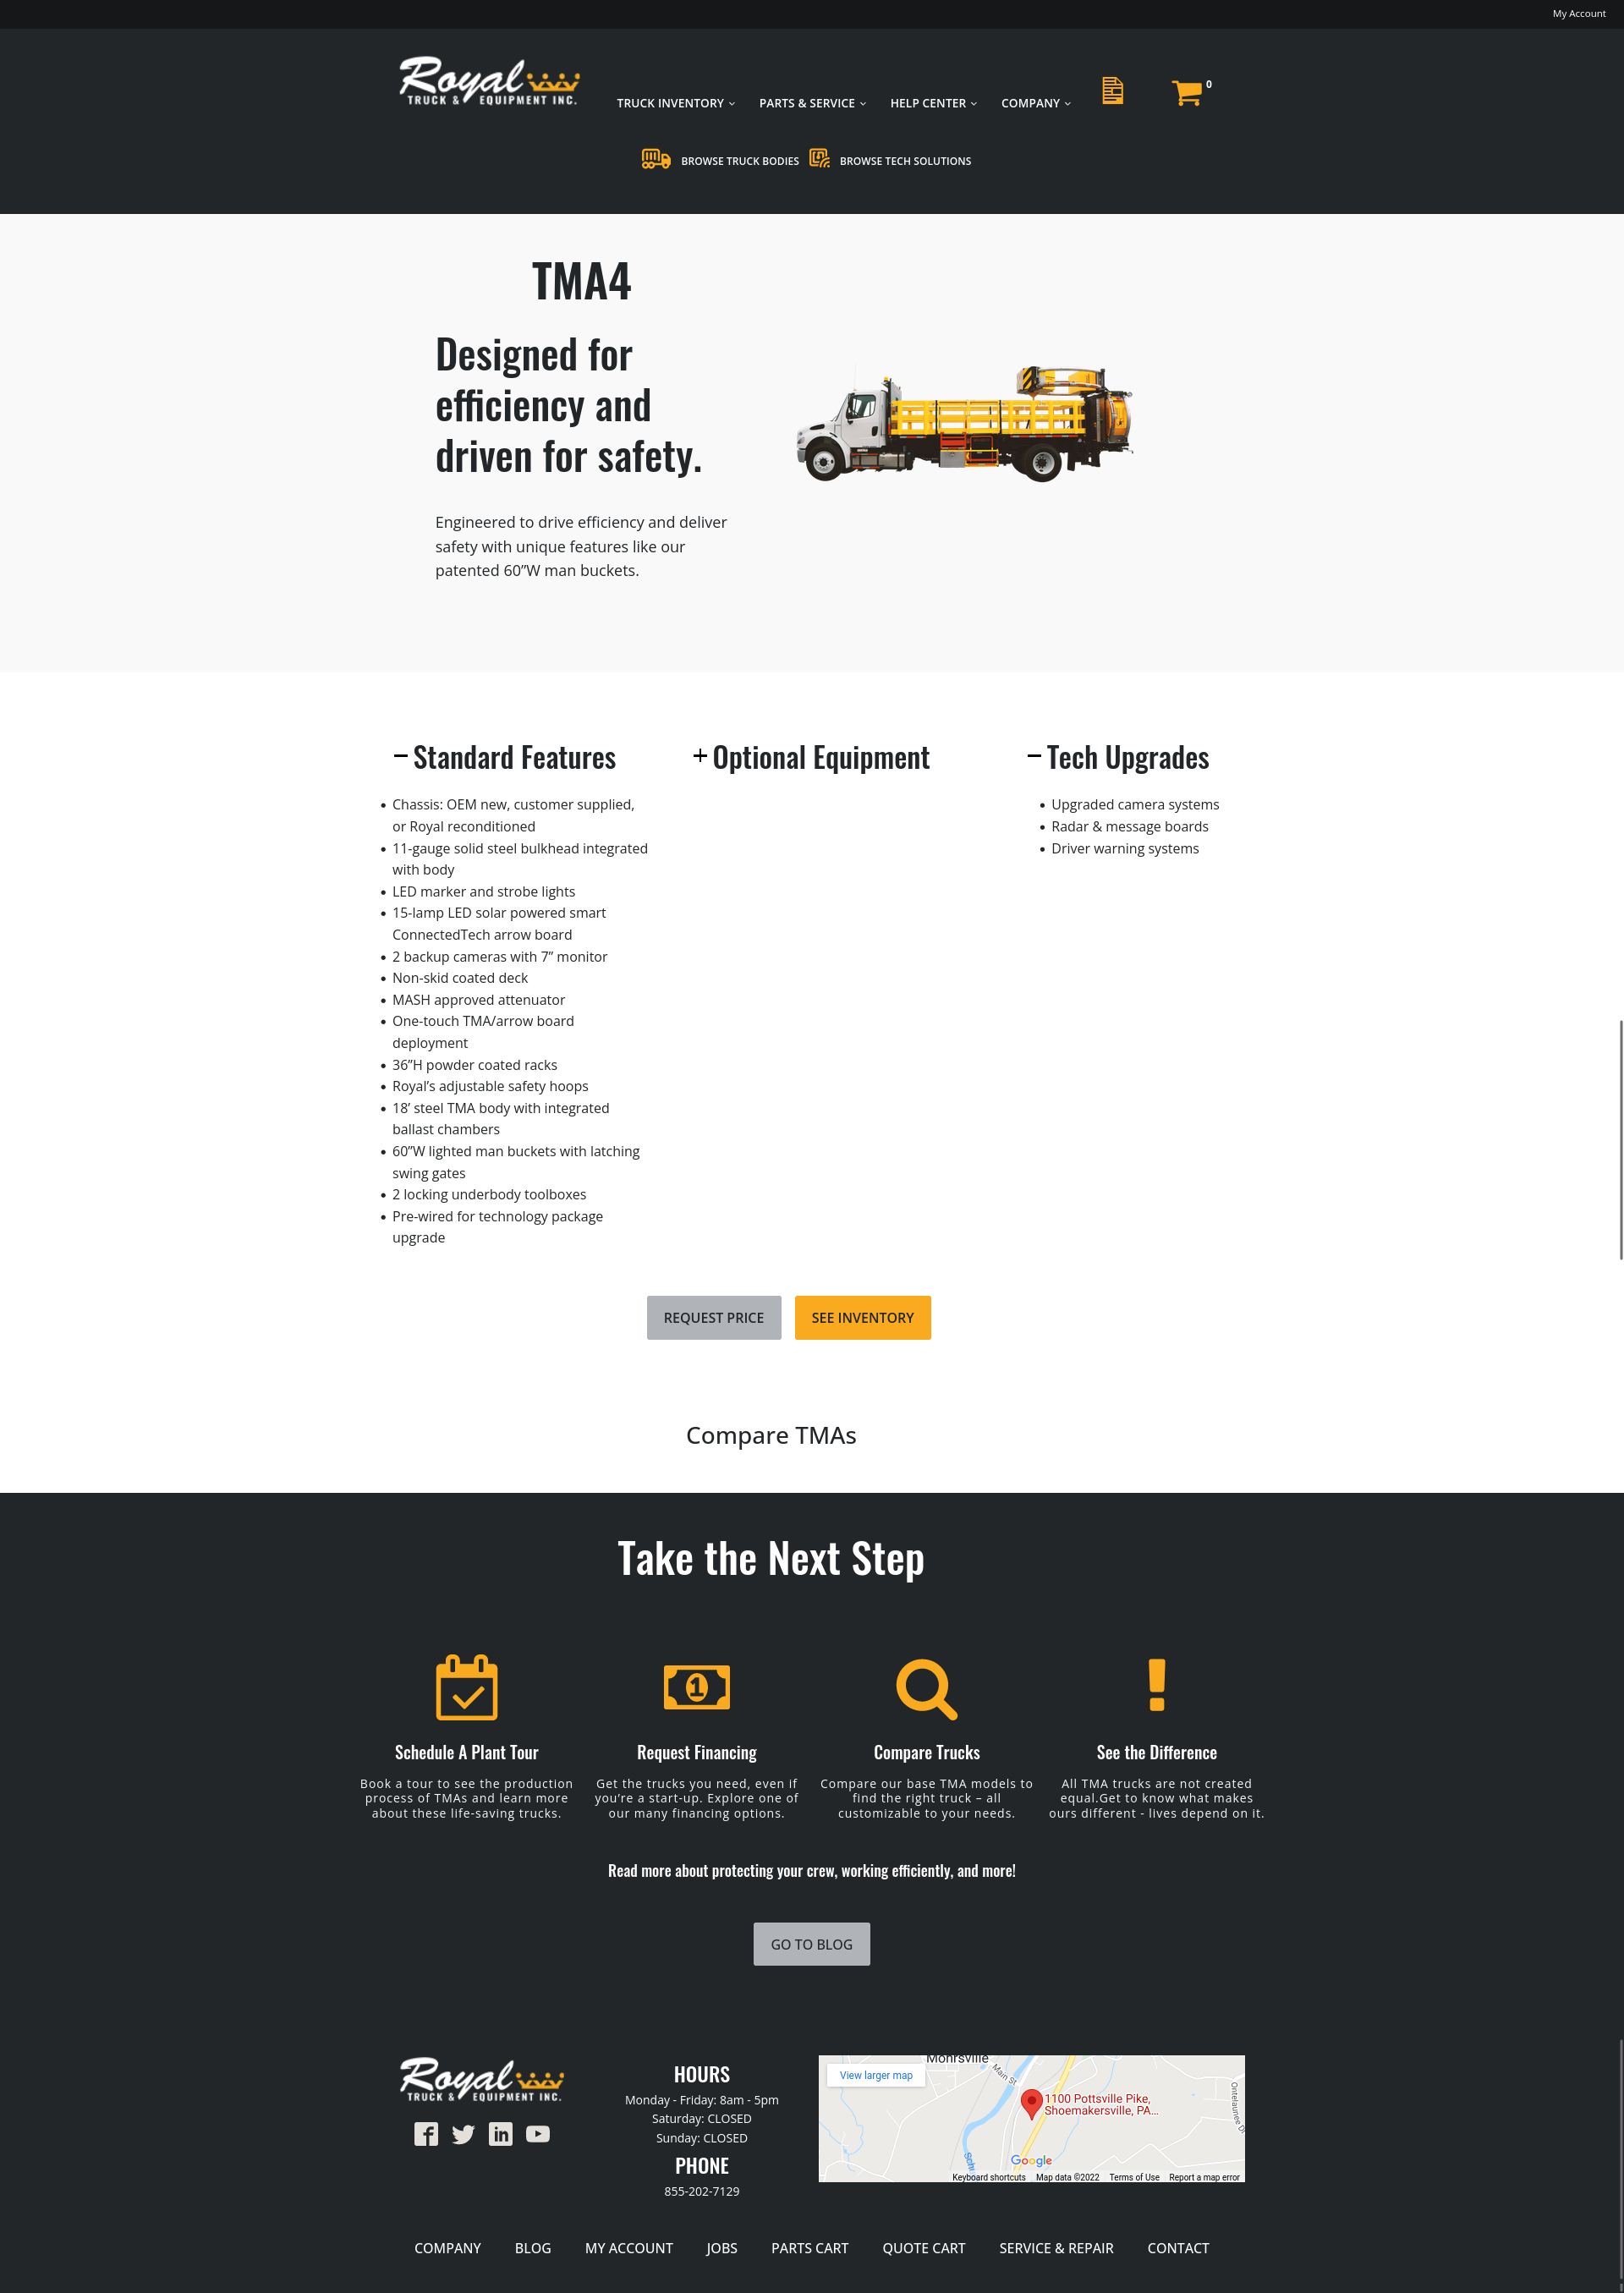 My Account
Royal
TRUCK & EQUIPMENT INC.
TRUCK INVENTORY
PARTS & SERVICE
HELP CENTER
COMPANY
0
BROWSE TRUCK BODIES
BROWSE TECH SOLUTIONS
TMA4
Designed for
efficiency and
driven for safety.
Engineered to drive efficiency and deliver
safety with unique features like our
patented 60”W man buckets.
Standard Features
Chassis: OEM new, customer supplied,
or Royal reconditioned
11-gauge solid steel bulkhead integrated
with body
LED marker and strobe lights
15-lamp LED solar powered smart
ConnectedTech arrow board
2 backup cameras with 7” monitor
Non-skid coated deck
MASH approved attenuator
One-touch TMA/arrow board
deployment
36”H powder coated racks
Royal’s adjustable safety hoops
18’ steel TMA body with integrated
ballast chambers
60”W lighted man buckets with latching
swing gates
2 locking underbody toolboxes
Pre-wired for technology package
upgrade
Optional Equipment
Tech Upgrades
Upgraded camera systems
Radar & message boards
Driver warning systems
REQUEST PRICE
SEE INVENTORY
Compare TMAs
Take the Next Step
Schedule A Plant Tour
Book a tour to see the production
process of TMAs and learn more
about these life-saving trucks.
Request Financing
Get the trucks you need, even if
you’re a start-up. Explore one of
our many financing options.
Compare Trucks
Compare our base TMA models to
find the right truck – all
customizable to your needs.
See the Difference
All TMA trucks are not created
equal.Get to know what makes
ours different - lives depend on it.
Read more about protecting your crew, working efficiently, and more!
GO TO BLOG
Royal
TRUCK & EQUIPMENT INC.
HOURS
Monday - Friday: 8am - 5pm
Saturday: CLOSED
Sunday: CLOSED
PHONE
855-202-7129
Mohrsville
View larger map
Main St
1100 Pottsville Pike,
Shoemakersville, PA...
Ontelaunee Dr
Schu
Google
Keyboard shortcuts
Map data ©2022
Terms of Use
Report a map error
COMPANY
BLOG
MY ACCOUNT
JOBS
PARTS CART
QUOTE CART
SERVICE & REPAIR
CONTACT